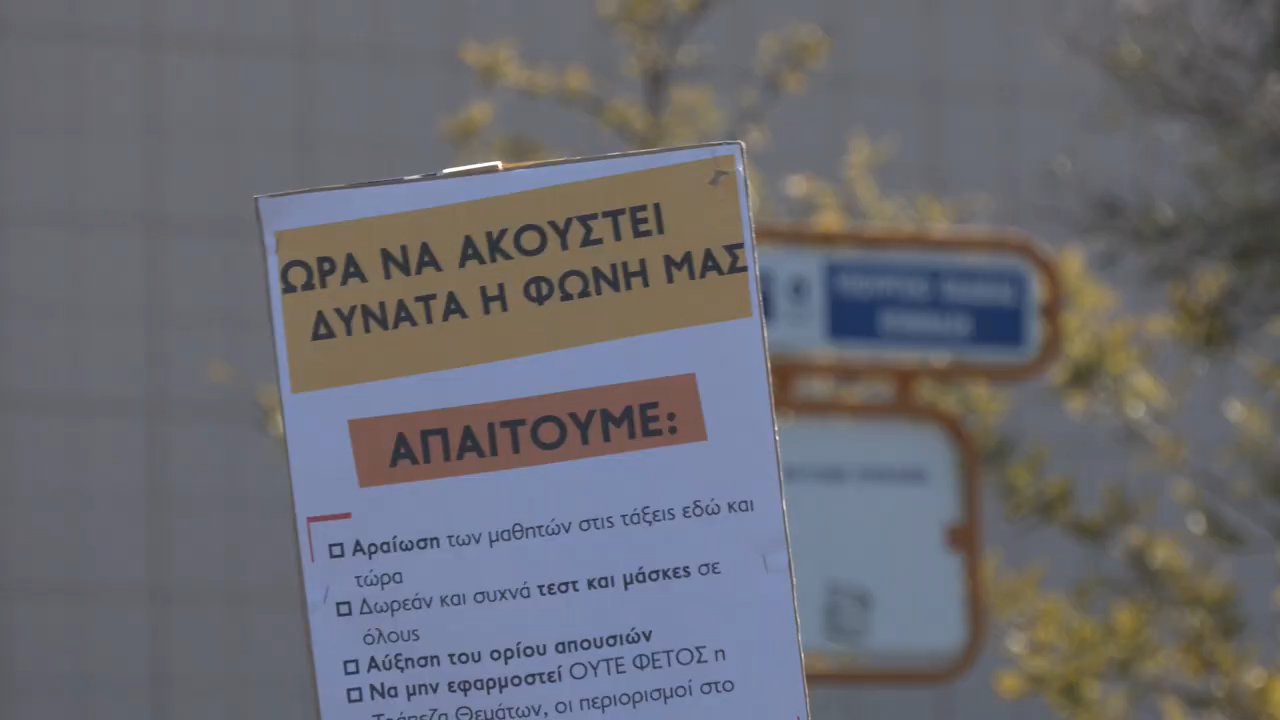 ΩΡΑ ΝΑ ΑΚΟΥΣΤΕΙ
ΔΥΝΑΤΑ Η ΦΩΝΗ ΜΑΣ
ΑΠΑΙΤΟΥΜΕ:
Αραίωση των μαθητών στις τάξεις εδώ και
τώρα
Δωρεάν και συχνά τεστ και μάσκες σε
όλους
Αύξηση του ορίου απουσιών
Να μην εφαρμοστεί ΟΥΤΕ ΦΕΤΟΣ η
Τράπεζα Θεμάτων, οι περιορισμοί στο